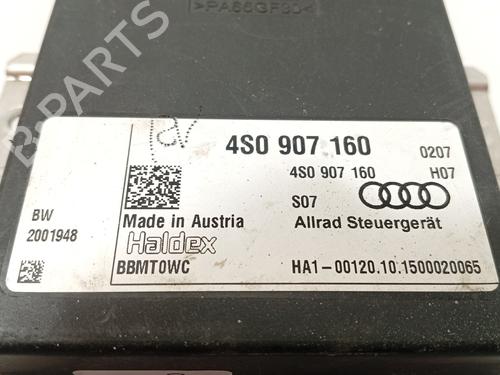 >PA66GF30<
B-PARTS
4S0 907 160 0207
4S0 907 160 H07
S07
BW
2001948
Made in Austria
Allrad Steuergerät
Haldex
BBMT0WC
HA1-00120.10.1500020065